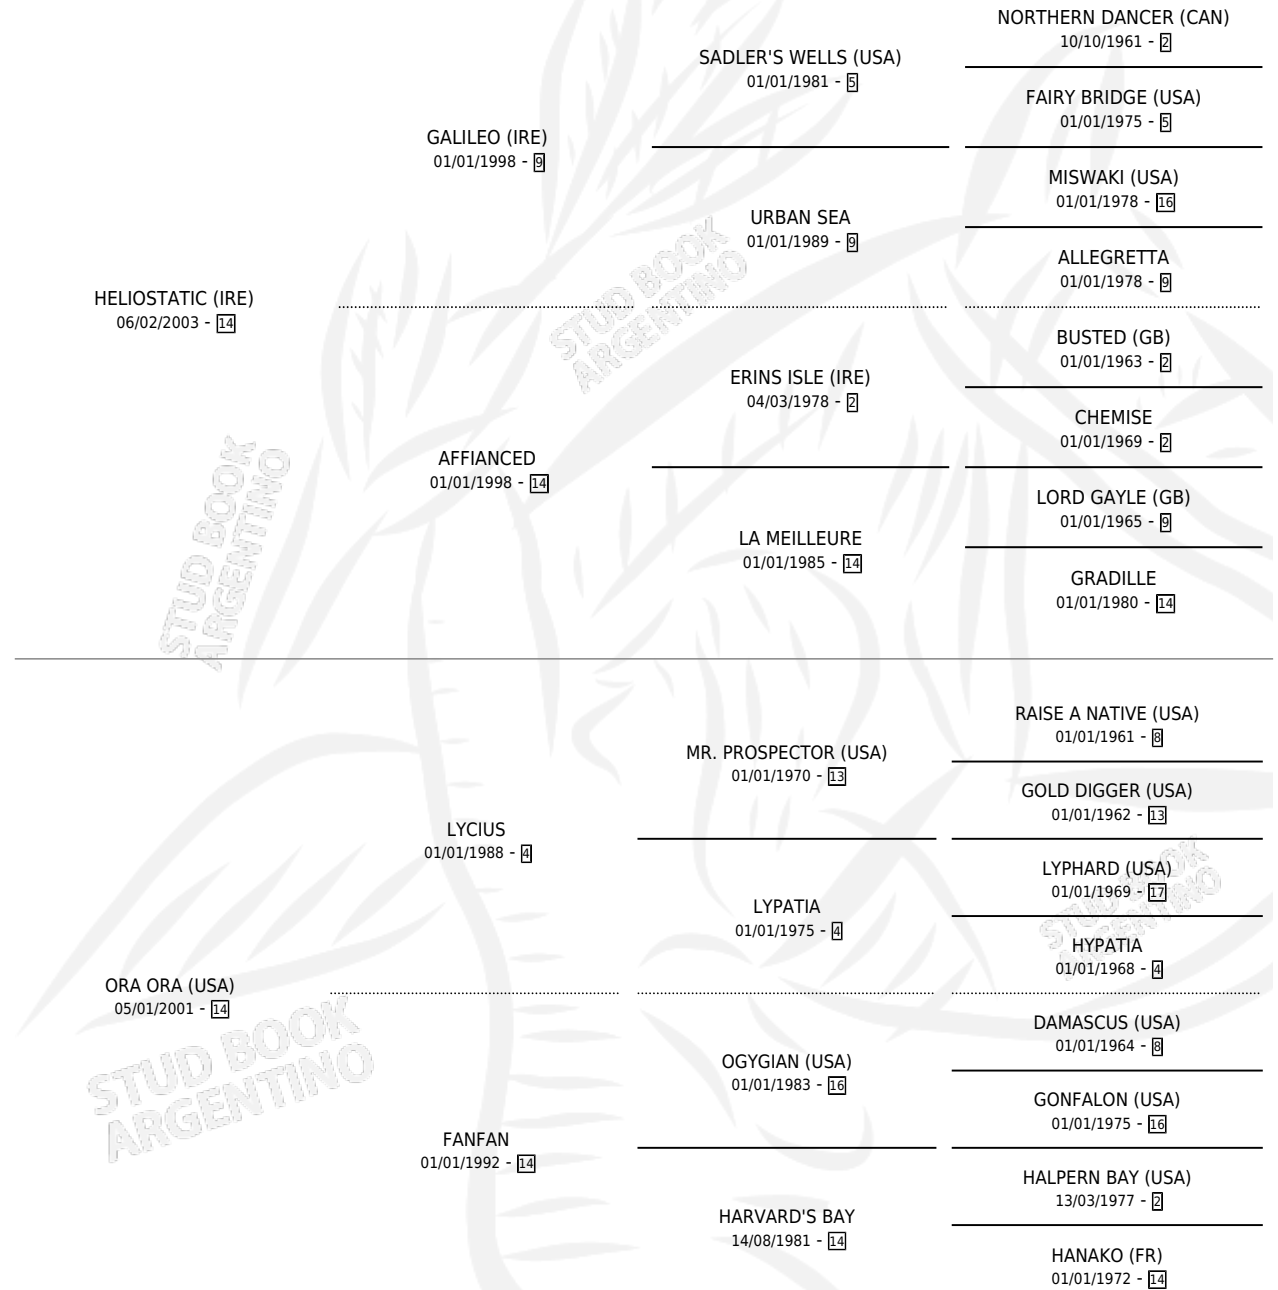 NORTHERN DANCER (CAN)
10/10/1961 - 2
SADLER'S WELLS (USA)
01/01/1981 - 5
FAIRY BRIDGE (USA)
01/01/1975 - 5
GALILEO (IRE)
01/01/1998 - 9
MISWAKI (USA)
01/01/1978 - 16
URBAN SEA
01/01/1989 - 9
ALLEGRETTA
01/01/1978 - 9
HELIOSTATIC (IRE)
06/02/2003 - 14
BUSTED (GB)
01/01/1963 - 2
ERINS ISLE (IRE)
04/03/1978 - 2
CHEMISE
01/01/1969 - 2
AFFIANCED
01/01/1998 - 14
LORD GAYLE (GB)
01/01/1965 - 9
LA MEILLEURE
01/01/1985 - 14
GRADILLE
01/01/1980 - 14
RAISE A NATIVE (USA)
01/01/1961 - 8
MR. PROSPECTOR (USA)
01/01/1970 - 13
GOLD DIGGER (USA)
01/01/1962 - 13
LYCIUS
01/01/1988 - 4
LYPHARD (USA)
01/01/1969 - 17
LYPATIA
01/01/1975 - 4
HYPATIA
01/01/1968 - 4
ORA ORA (USA)
05/01/2001 - 14
DAMASCUS (USA)
01/01/1964 - 8
OGYGIAN (USA)
01/01/1983 - 16
GONFALON (USA)
01/01/1975 - 16
FANFAN
01/01/1992 - 14
HALPERN BAY (USA)
13/03/1977 - 2
HARVARD'S BAY
14/08/1981 - 14
HANAKO (FR)
01/01/1972 - 14
STUD BOOK
ARGENTINO
STUD BOOK
ARGENTINO
STUD BOOK
ARGENTINO
STUD BOOK
ARGENTINO